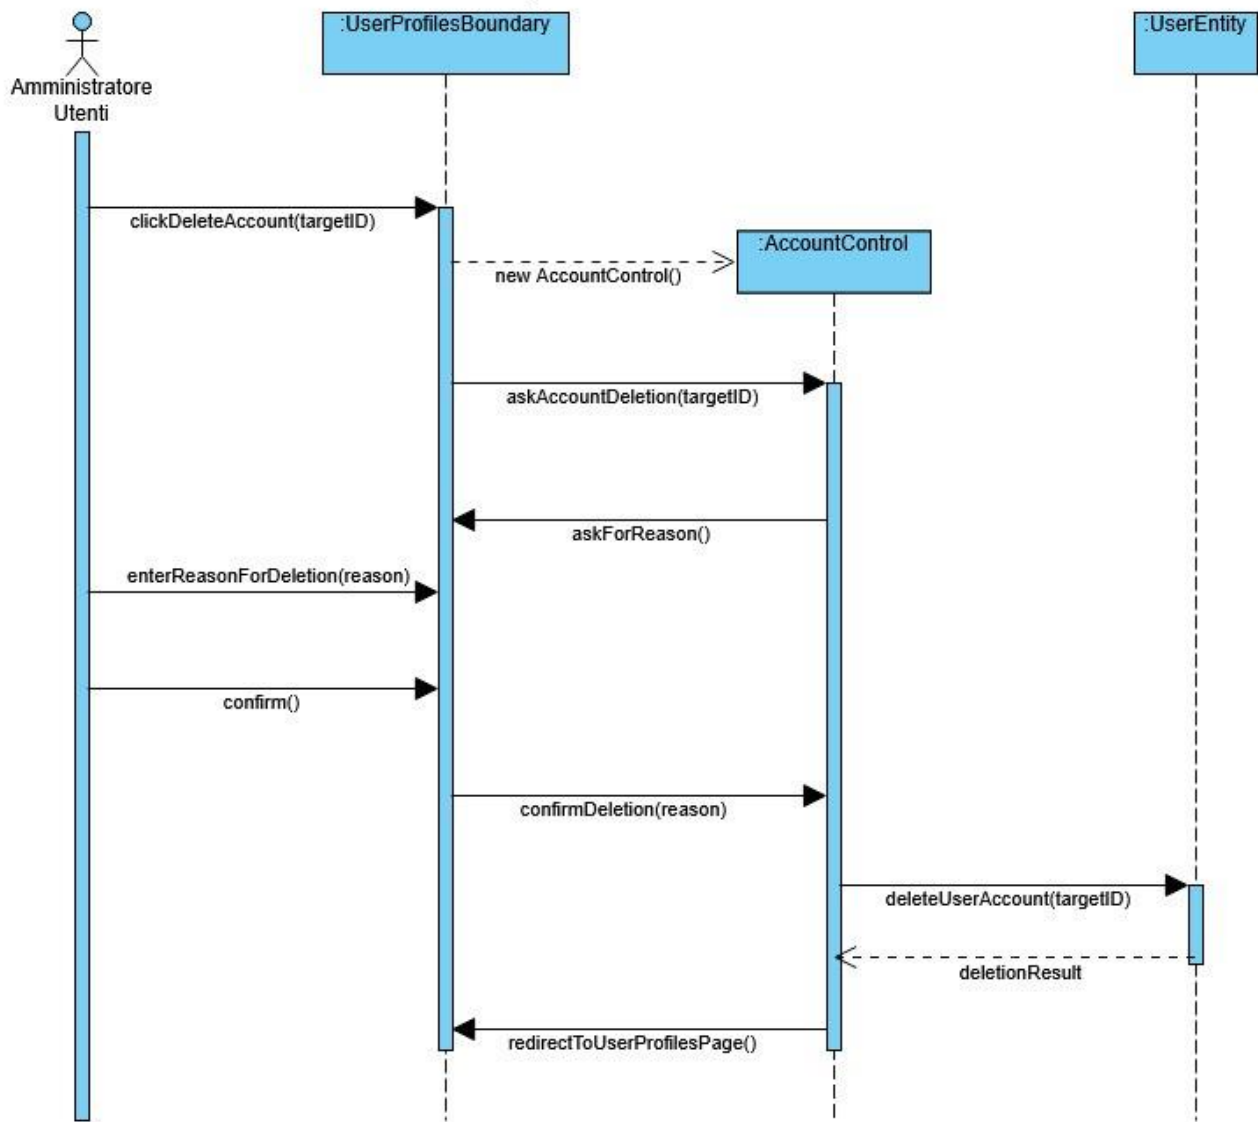 :UserProfilesBoundary
:UserEntity
Amministratore
Utenti
clickDeleteAccount(targetID)
:AccountControl
new AccountControl()
askAccountDeletion(targetID)
askForReason()
enterReasonForDeletion(reason)
confirm()
confirmDeletion(reason)
deleteUserAccount(targetID)
deletionResult
redirectToUserProfilesPage()